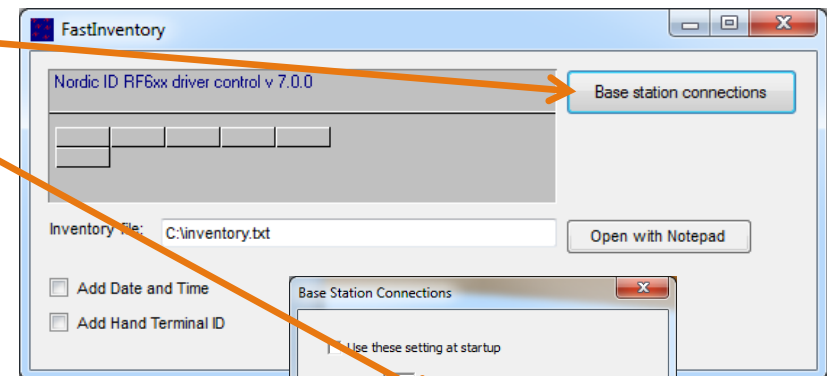 FastInventory
Nordic ID RF6xx driver control v 7.0.0
Base station connections
Inventory file:
C:\inventory.txt
Open with Notepad
Add Date and Time
Add Hand Terminal ID
Base Station Connections
Use these setting at startup